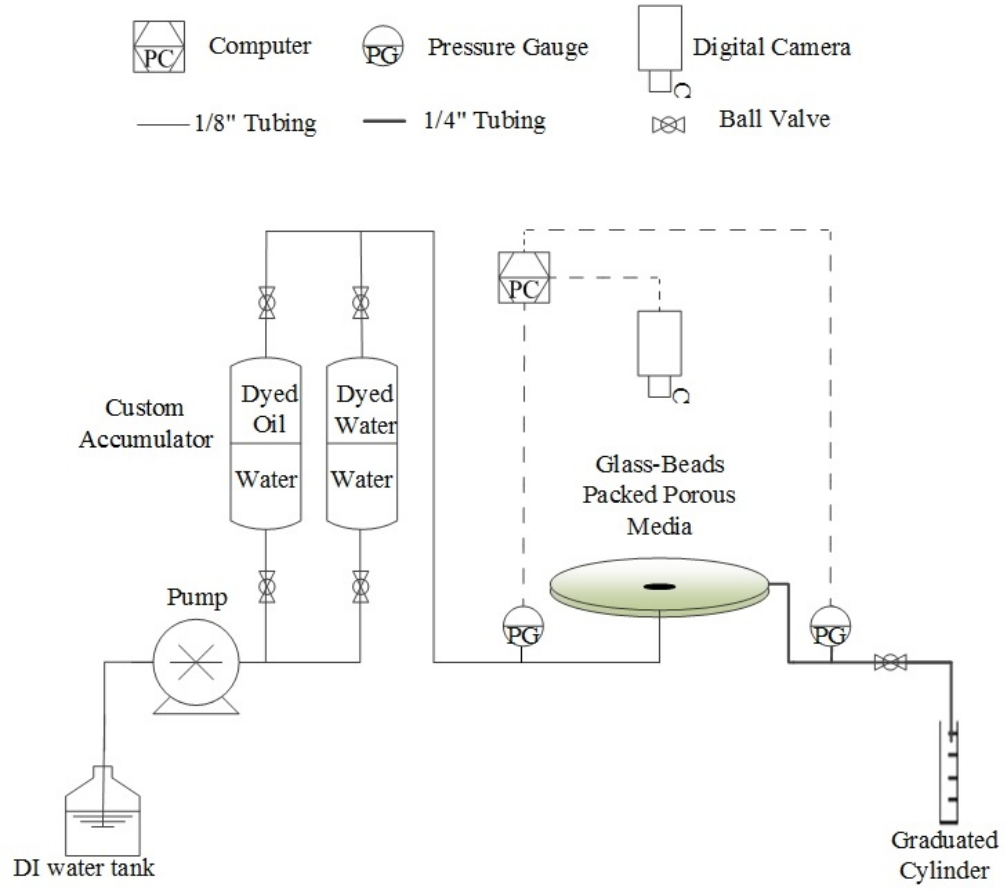 PC
Computer
PG
Pressure Gauge
C
Digital Camera
1/8" Tubing
1/4" Tubing
Ball Valve
PC
C
Dyed
Oil
Water
Dyed
Water
Water
Custom
Accumulator
Glass-Beads
Packed Porous
Media
Pump
PG
PG
DI water tank
Graduated
Cylinder